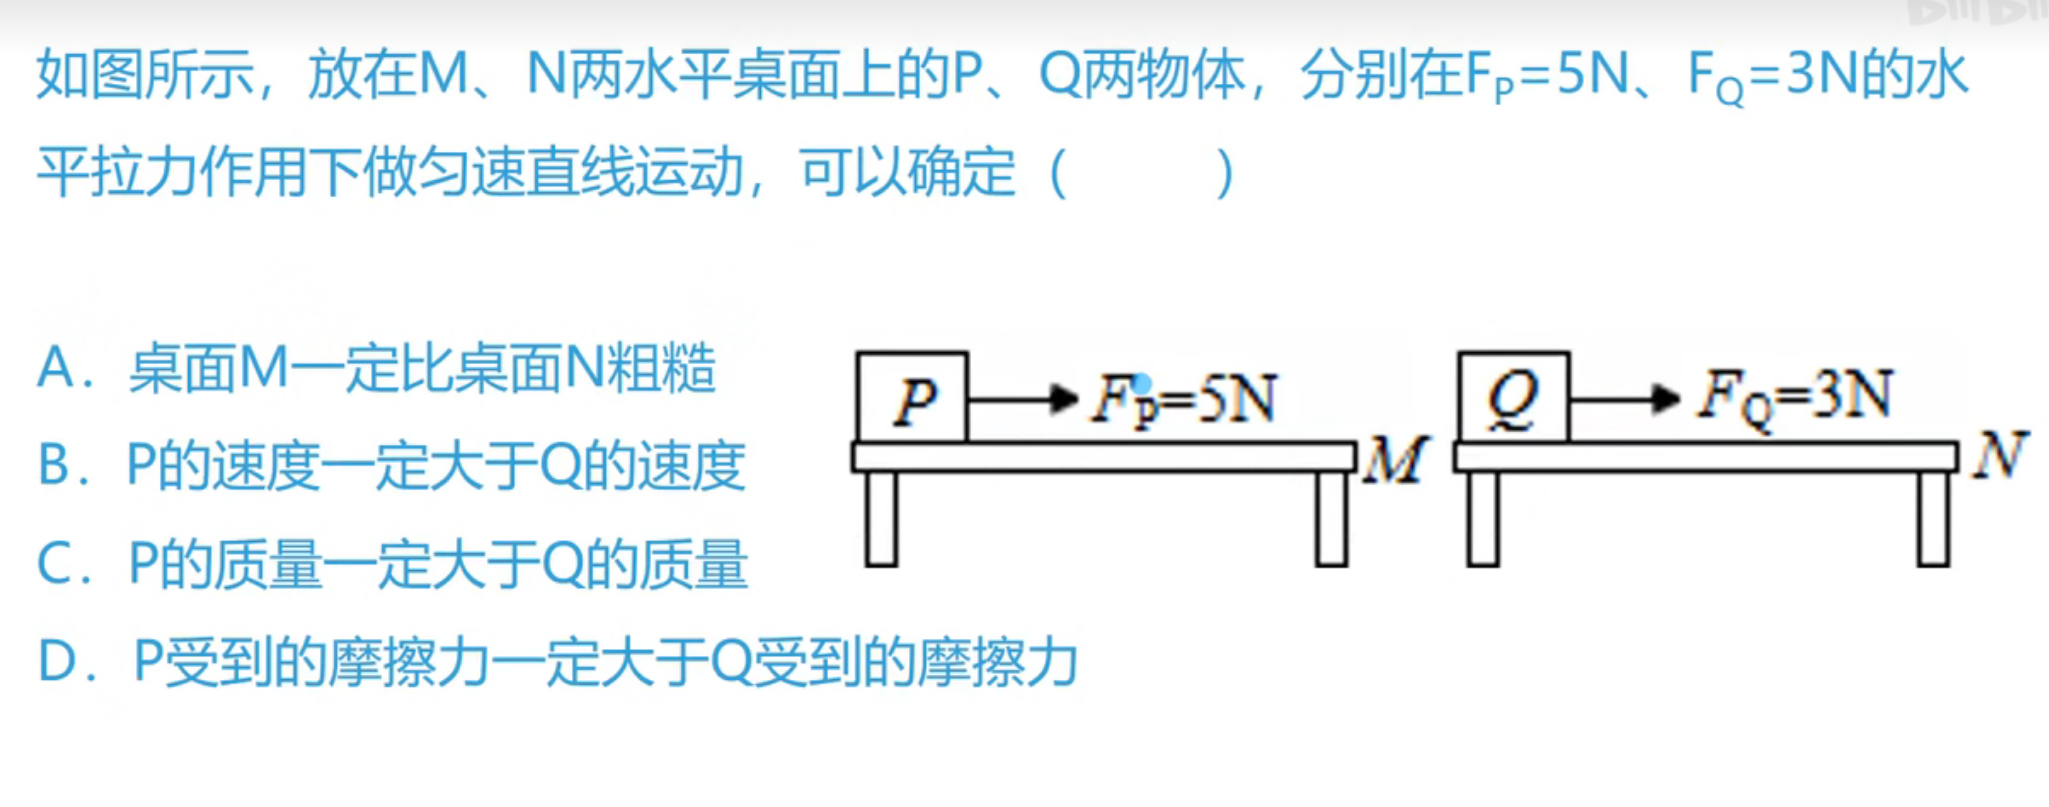 如图所示，放在M、N两水平桌面上的P、Q两物体，分别在F_P=5N、F_Q=3N的水
平拉力作用下做匀速直线运动，可以确定（    ）
A. 桌面M一定比桌面N粗糙
B. P的速度一定大于Q的速度
C. P的质量一定大于Q的质量
D. P受到的摩擦力一定大于Q受到的摩擦力
P
F_P=5N
M
Q
F_Q=3N
N